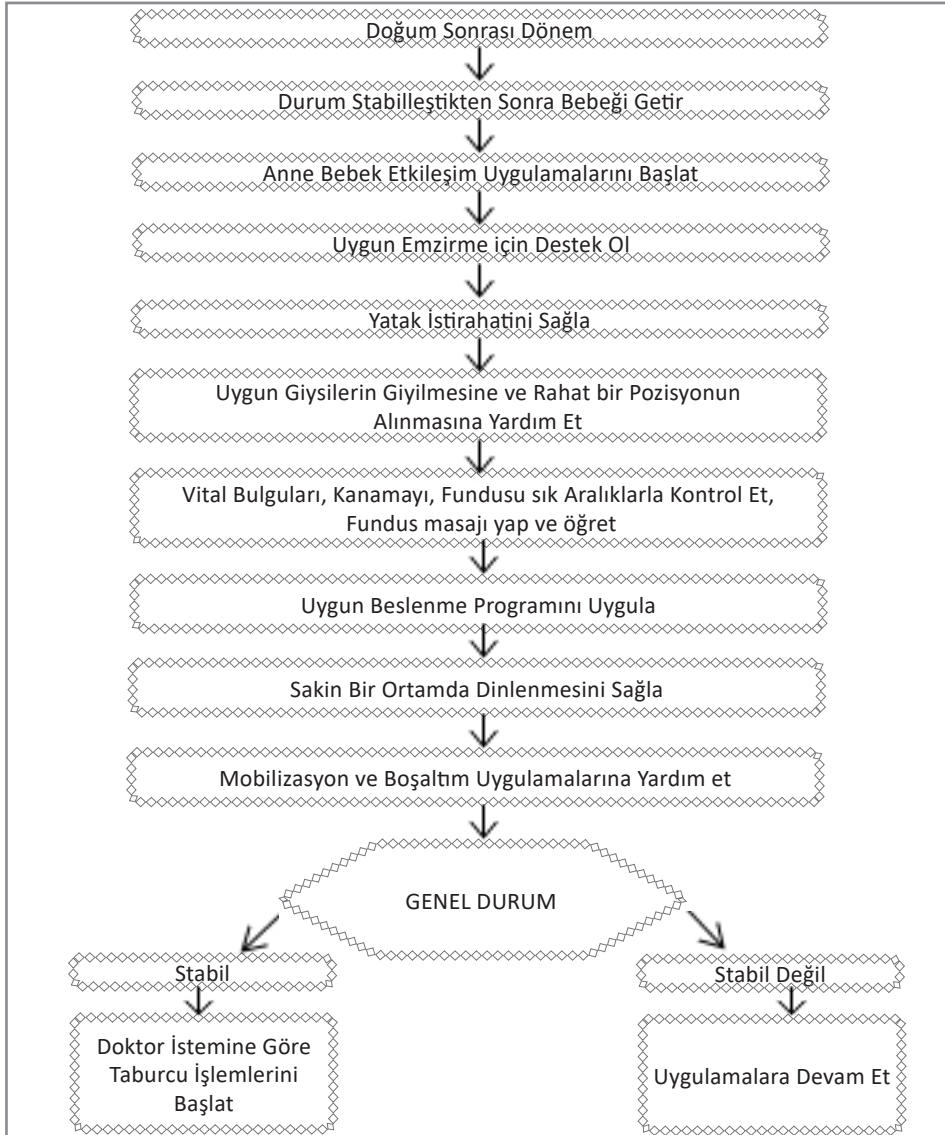 Doğum Sonrası Dönem
Durum Stabilleştikten Sonra Bebeği Getir
Anne Bebek Etkileşim Uygulamalarını Başlat
Uygun Emzirme için Destek Ol
Yatak İstirahatini Sağla
Uygun Giysilerin Giyilmesine ve Rahat bir Pozisyonun
Alınmasına Yardım Et
Vital Bulguları, Kanamayı, Fundusu sık Aralıklarla Kontrol Et,
Fundus masajı yap ve öğret
Uygun Beslenme Programını Uygula
Sakin Bir Ortamda Dinlenmesini Sağla
Mobilizasyon ve Boşaltım Uygulamalarına Yardım et
GENEL DURUM
Stabil
Stabil Değil
Doktor İstemine Göre
Taburcu İşlemlerini
Başlat
Uygulamalara Devam Et